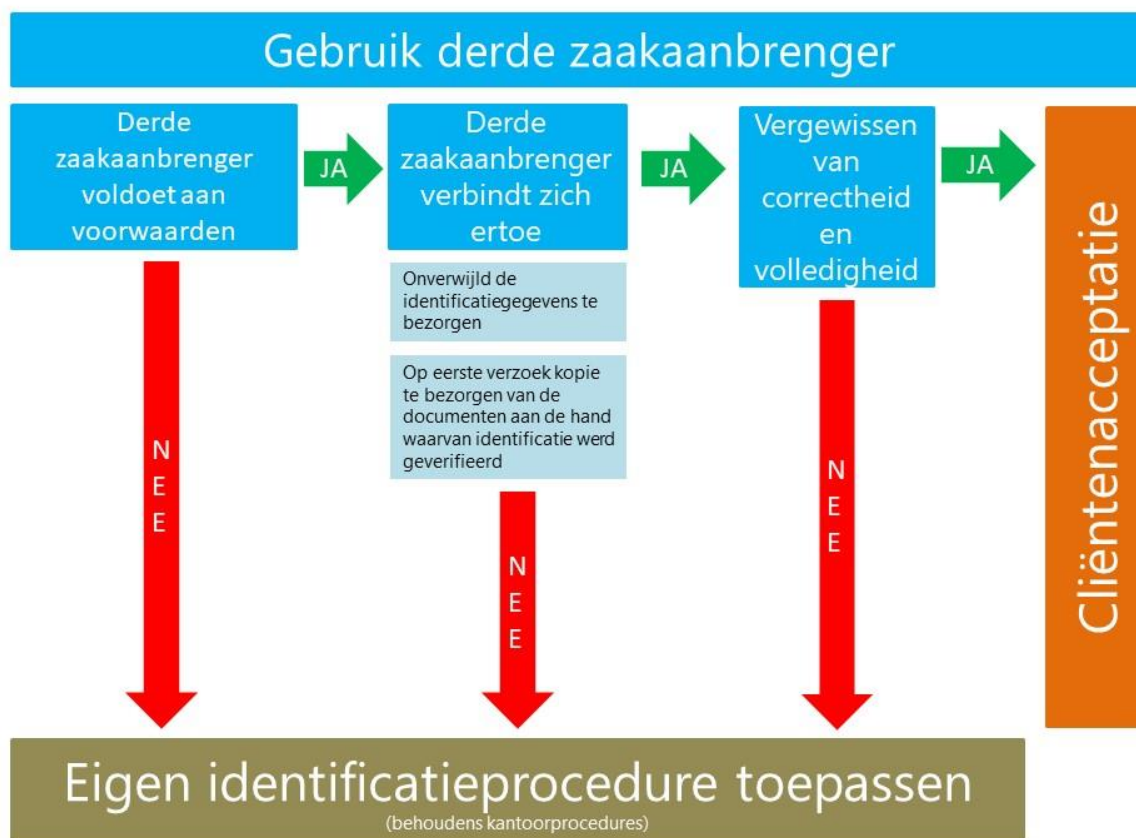 Gebruik derde zaakaanbrenger
Derde
zaakaanbrenger
voldoet aan
voorwaarden
JA
Derde
zaakaanbrenger
verbindt zich
ertoe
JA
Vergewissen
van
correctheid
en
volledigheid
JA
Cliëntenacceptatie
Onverwijld de
identificatiegegevens te
bezorgen
Op eerste verzoek kopie
te bezorgen van de
documenten aan de hand
waarvan identificatie werd
geverifieerd
N
E
E
N
E
E
N
E
E
Eigen identificatieprocedure toepassen
(behoudens kantoorprocedures)